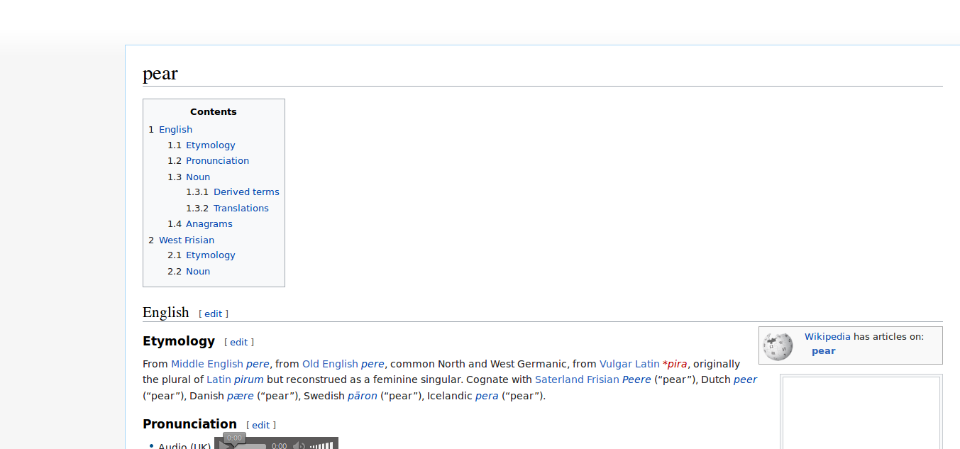 pear
Contents
1 English
1.1 Etymology
1.2 Pronunciation
1.3 Noun
1.3.1 Derived terms
1.3.2 Translations
1.4 Anagrams
2 West Frisian
2.1 Etymology
2.2 Noun
English [ edit ]
Etymology [ edit ]
Wikipedia has articles on:
pear
From Middle English pere, from Old English pere, common North and West Germanic, from Vulgar Latin *pira, originally
the plural of Latin pirum but reconstrued as a feminine singular. Cognate with Saterland Frisian Peere (“pear”), Dutch peer
(“pear”), Danish pære (“pear”), Swedish päron (“pear”), Icelandic pera (“pear”).
Pronunciation [ edit ]
• Audio (UK) 0:00 0:00